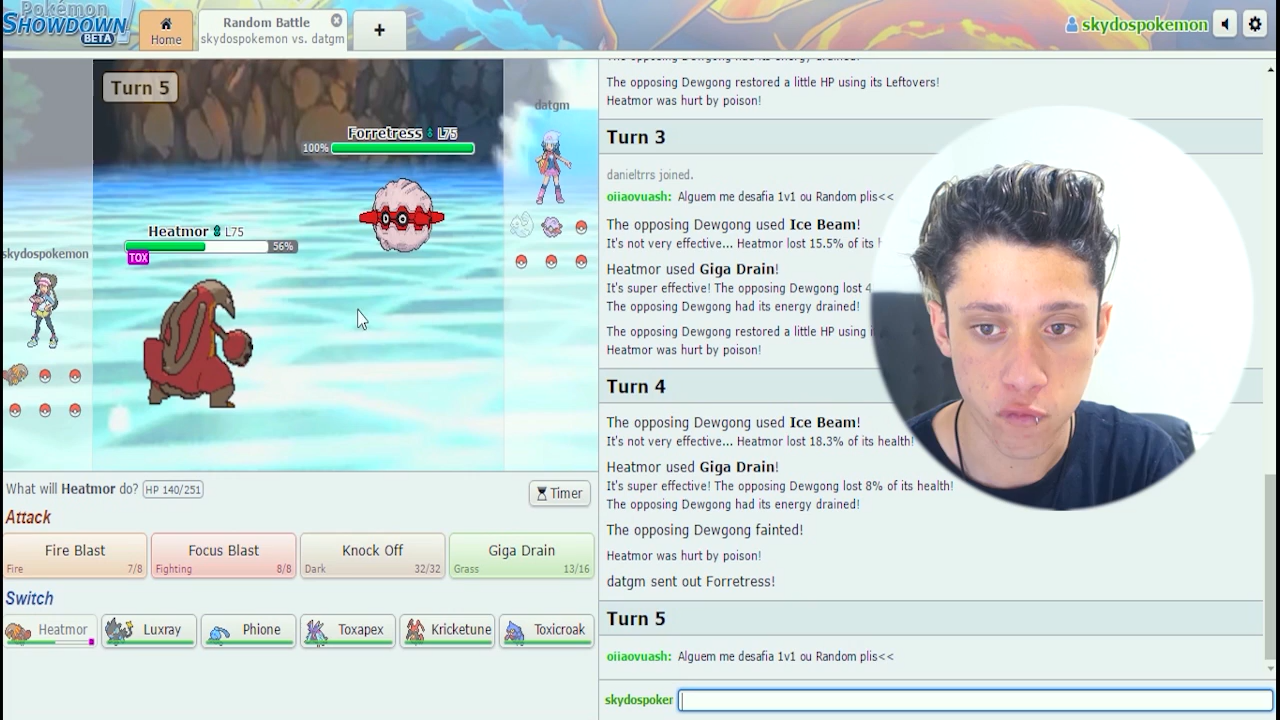 Pokémon
SHOWDOWN
BETA
Home
Random Battle
skydospokemon vs. datgm
+
skydospokemon
Turn 5
datgm
Forretress L75
100%
Heatmor L75
56%
TOX
skydospokemon
What will Heatmor do? HP 140/251
Timer
Attack
Fire Blast
Fire 7/8
Focus Blast
Fighting 8/8
Knock Off
Dark 32/32
Giga Drain
Grass 13/16
Switch
Heatmor
Luxray
Phione
Toxapex
Kricketune
Toxicroak
The opposing Dewgong had its energy drained!
The opposing Dewgong restored a little HP using its Leftovers!
Heatmor was hurt by poison!
Turn 3
danieltrrs joined.
oiiaovuash: Alguem me desafia 1v1 ou Random plis<<
The opposing Dewgong used Ice Beam!
It's not very effective... Heatmor lost 15.5% of its
Heatmor used Giga Drain!
It's super effective! The opposing Dewgong lost 4
The opposing Dewgong had its energy drained!
The opposing Dewgong restored a little HP using
Heatmor was hurt by poison!
Turn 4
The opposing Dewgong used Ice Beam!
It's not very effective... Heatmor lost 18.3% of its health!
Heatmor used Giga Drain!
It's super effective! The opposing Dewgong lost 8% of its health!
The opposing Dewgong had its energy drained!
The opposing Dewgong fainted!
Heatmor was hurt by poison!
datgm sent out Forretress!
Turn 5
oiiaovuash: Alguem me desafia 1v1 ou Random plis<<
skydospoker